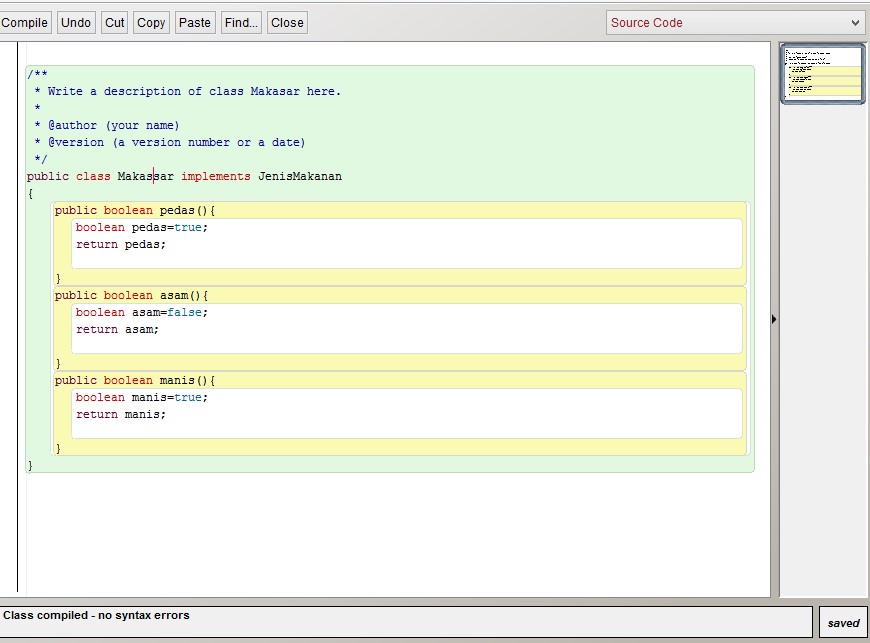 Compile Undo Cut Copy Paste Find... Close Source Code
/**
 * Write a description of class Makasar here.
 *
 * @author (your name)
 * @version (a version number or a date)
 */
public class Makassar implements JenisMakanan
{
public boolean pedas(){
boolean pedas=true;
return pedas;
}
public boolean asam(){
boolean asam=false;
return asam;
}
public boolean manis(){
boolean manis=true;
return manis;
}
}
Class compiled - no syntax errors
saved